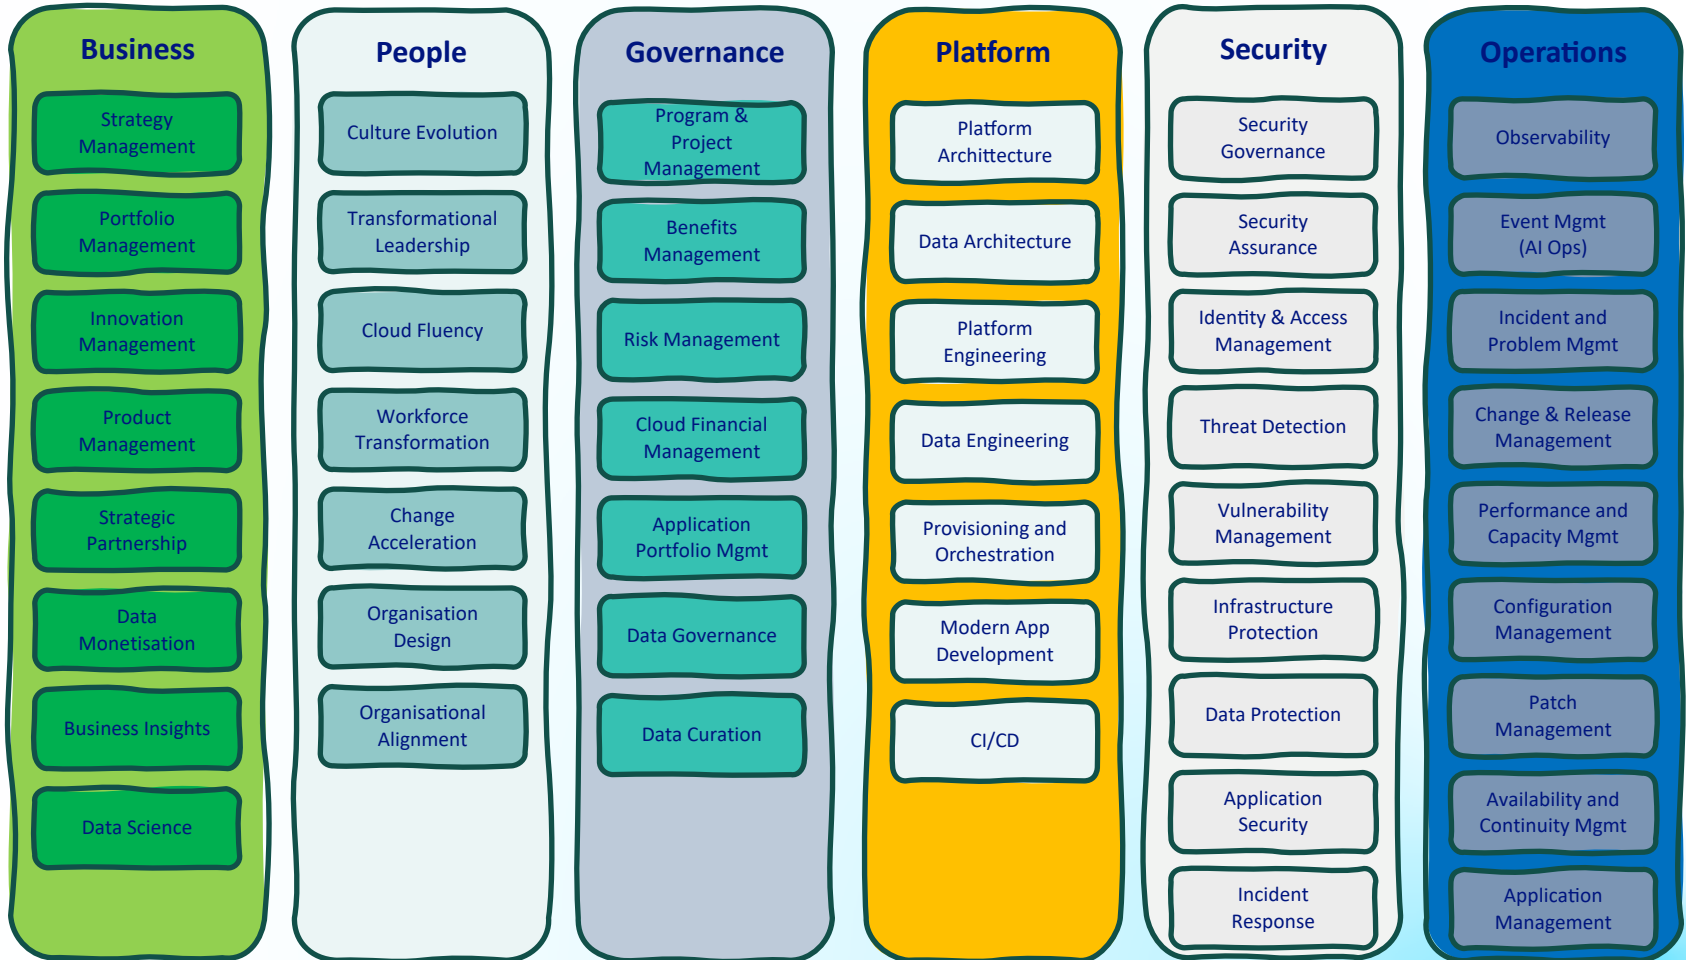 Business
Strategy
Management
Portfolio
Management
Innovation
Management
Product
Management
Strategic
Partnership
Data
Monetisation
Business Insights
Data Science
People
Culture Evolution
Transformational
Leadership
Cloud Fluency
Workforce
Transformation
Change
Acceleration
Organisation
Design
Organisational
Alignment
Governance
Program &
Project
Management
Benefits
Management
Risk Management
Cloud Financial
Management
Application
Portfolio Mgmt
Data Governance
Data Curation
Platform
Platform
Architecture
Data Architecture
Platform
Engineering
Data Engineering
Provisioning and
Orchestration
Modern App
Development
CI/CD
Security
Security
Governance
Security
Assurance
Identity & Access
Management
Threat Detection
Vulnerability
Management
Infrastructure
Protection
Data Protection
Application
Security
Incident
Response
Operations
Observability
Event Mgmt
(AI Ops)
Incident and
Problem Mgmt
Change & Release
Management
Performance and
Capacity Mgmt
Configuration
Management
Patch
Management
Availability and
Continuity Mgmt
Application
Management